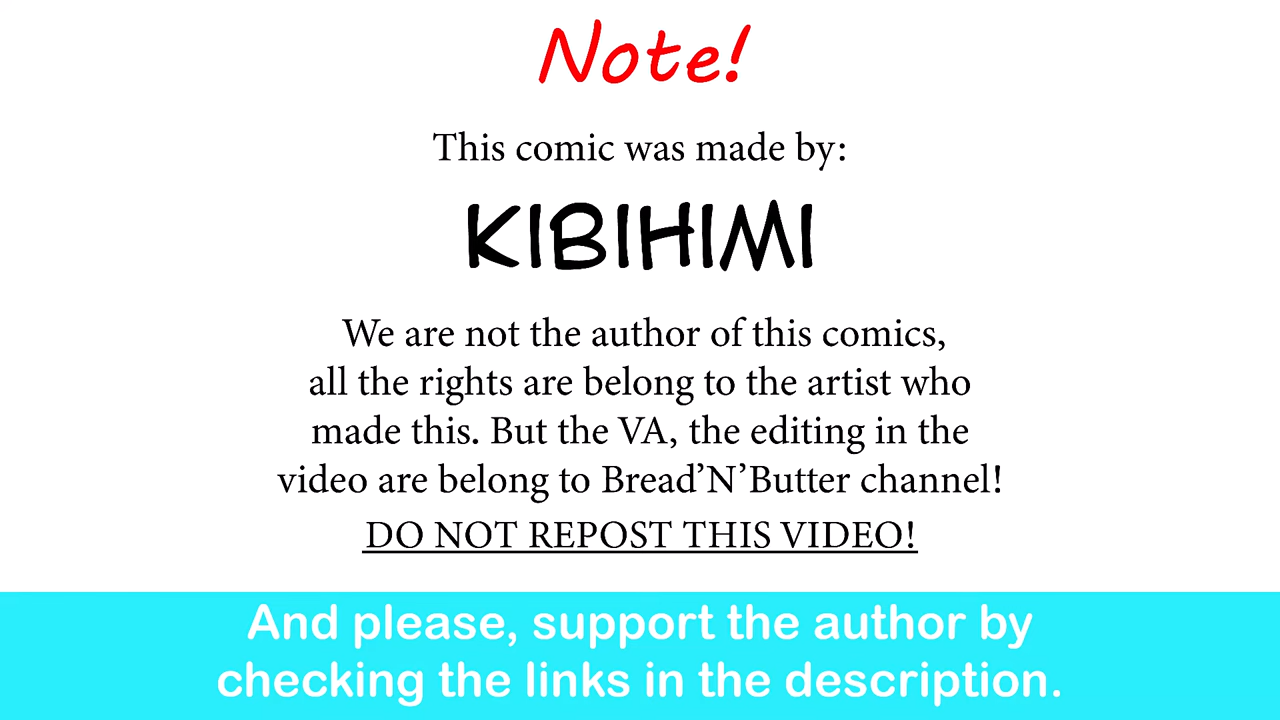 Note!
This comic was made by:
KIBIHIMI
We are not the author of this comics,
all the rights are belong to the artist who
made this. But the VA, the editing in the
video are belong to Bread’N’Butter channel!
DO NOT REPOST THIS VIDEO!
And please, support the author by
checking the links in the description.